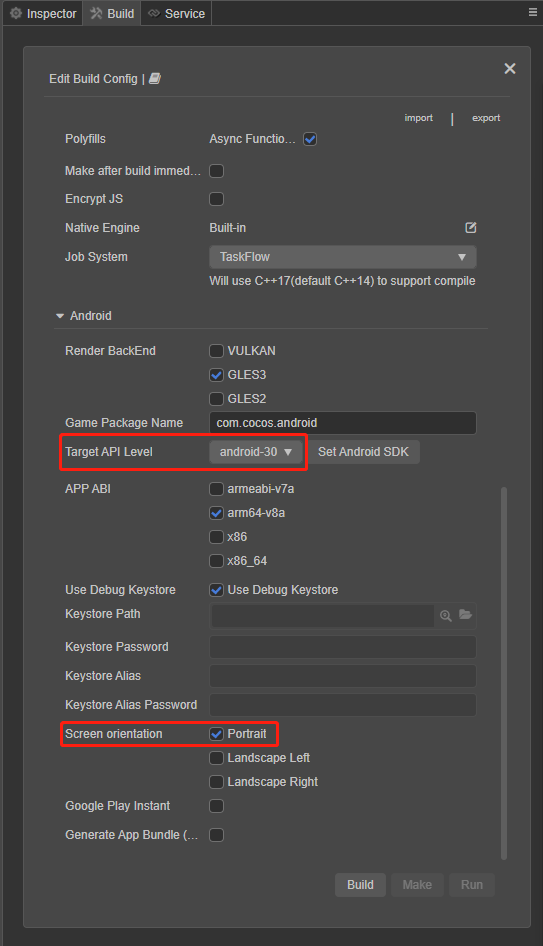 Inspector Build Service
Edit Build Config |
import | export
Polyfills Async Functio...
Make after build immed...
Encrypt JS
Native Engine Built-in
Job System TaskFlow
Will use C++17(default C++14) to support compile
Android
Render BackEnd VULKAN
GLES3
GLES2
Game Package Name com.cocos.android
Target API Level android-30 Set Android SDK
APP ABI armeabi-v7a
arm64-v8a
x86
x86_64
Use Debug Keystore Use Debug Keystore
Keystore Path
Keystore Password
Keystore Alias
Keystore Alias Password
Screen orientation Portrait
Landscape Left
Landscape Right
Google Play Instant
Generate App Bundle (...
Build Make Run